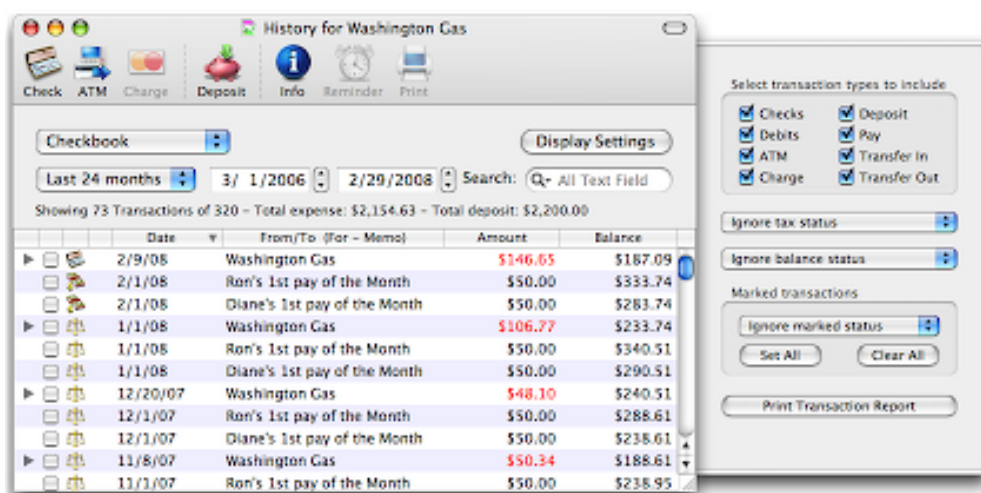 History for Washington Gas
Check ATM Charge Deposit Info Reminder Print
Checkbook Display Settings
Last 24 months 3/ 1/2006 2/29/2008 Search: All Text Field
Showing 73 Transactions of 320 – Total expense: $2,154.63 – Total deposit: $2,200.00
Date From/To (For – Memo) Amount Balance
2/9/08 Washington Gas $146.65 $187.09
2/1/08 Ron's 1st pay of the Month $50.00 $333.74
2/1/08 Diane's 1st pay of the Month $50.00 $283.74
1/1/08 Washington Gas $106.77 $233.74
1/1/08 Ron's 1st pay of the Month $50.00 $340.51
1/1/08 Diane's 1st pay of the Month $50.00 $290.51
12/20/07 Washington Gas $48.10 $240.51
12/1/07 Ron's 1st pay of the Month $50.00 $288.61
12/1/07 Diane's 1st pay of the Month $50.00 $238.61
11/8/07 Washington Gas $50.34 $188.61
11/1/07 Ron's 1st pay of the Month $50.00 $238.95
Select transaction types to include
Checks Deposit
Debits Pay
ATM Transfer In
Charge Transfer Out
Ignore tax status
Ignore balance status
Marked transactions
Ignore marked status
Set All Clear All
Print Transaction Report